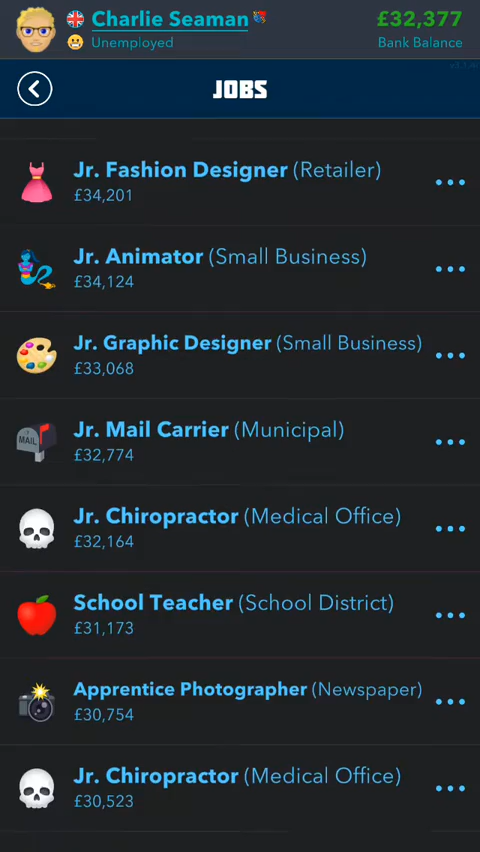 Charlie Seaman
£32,377
Unemployed
Bank Balance
JOBS
Jr. Fashion Designer (Retailer)
£34,201
Jr. Animator (Small Business)
£34,124
Jr. Graphic Designer (Small Business)
£33,068
Jr. Mail Carrier (Municipal)
MAIL
£32,774
Jr. Chiropractor (Medical Office)
£32,164
School Teacher (School District)
£31,173
Apprentice Photographer (Newspaper)
£30,754
Jr. Chiropractor (Medical Office)
£30,523